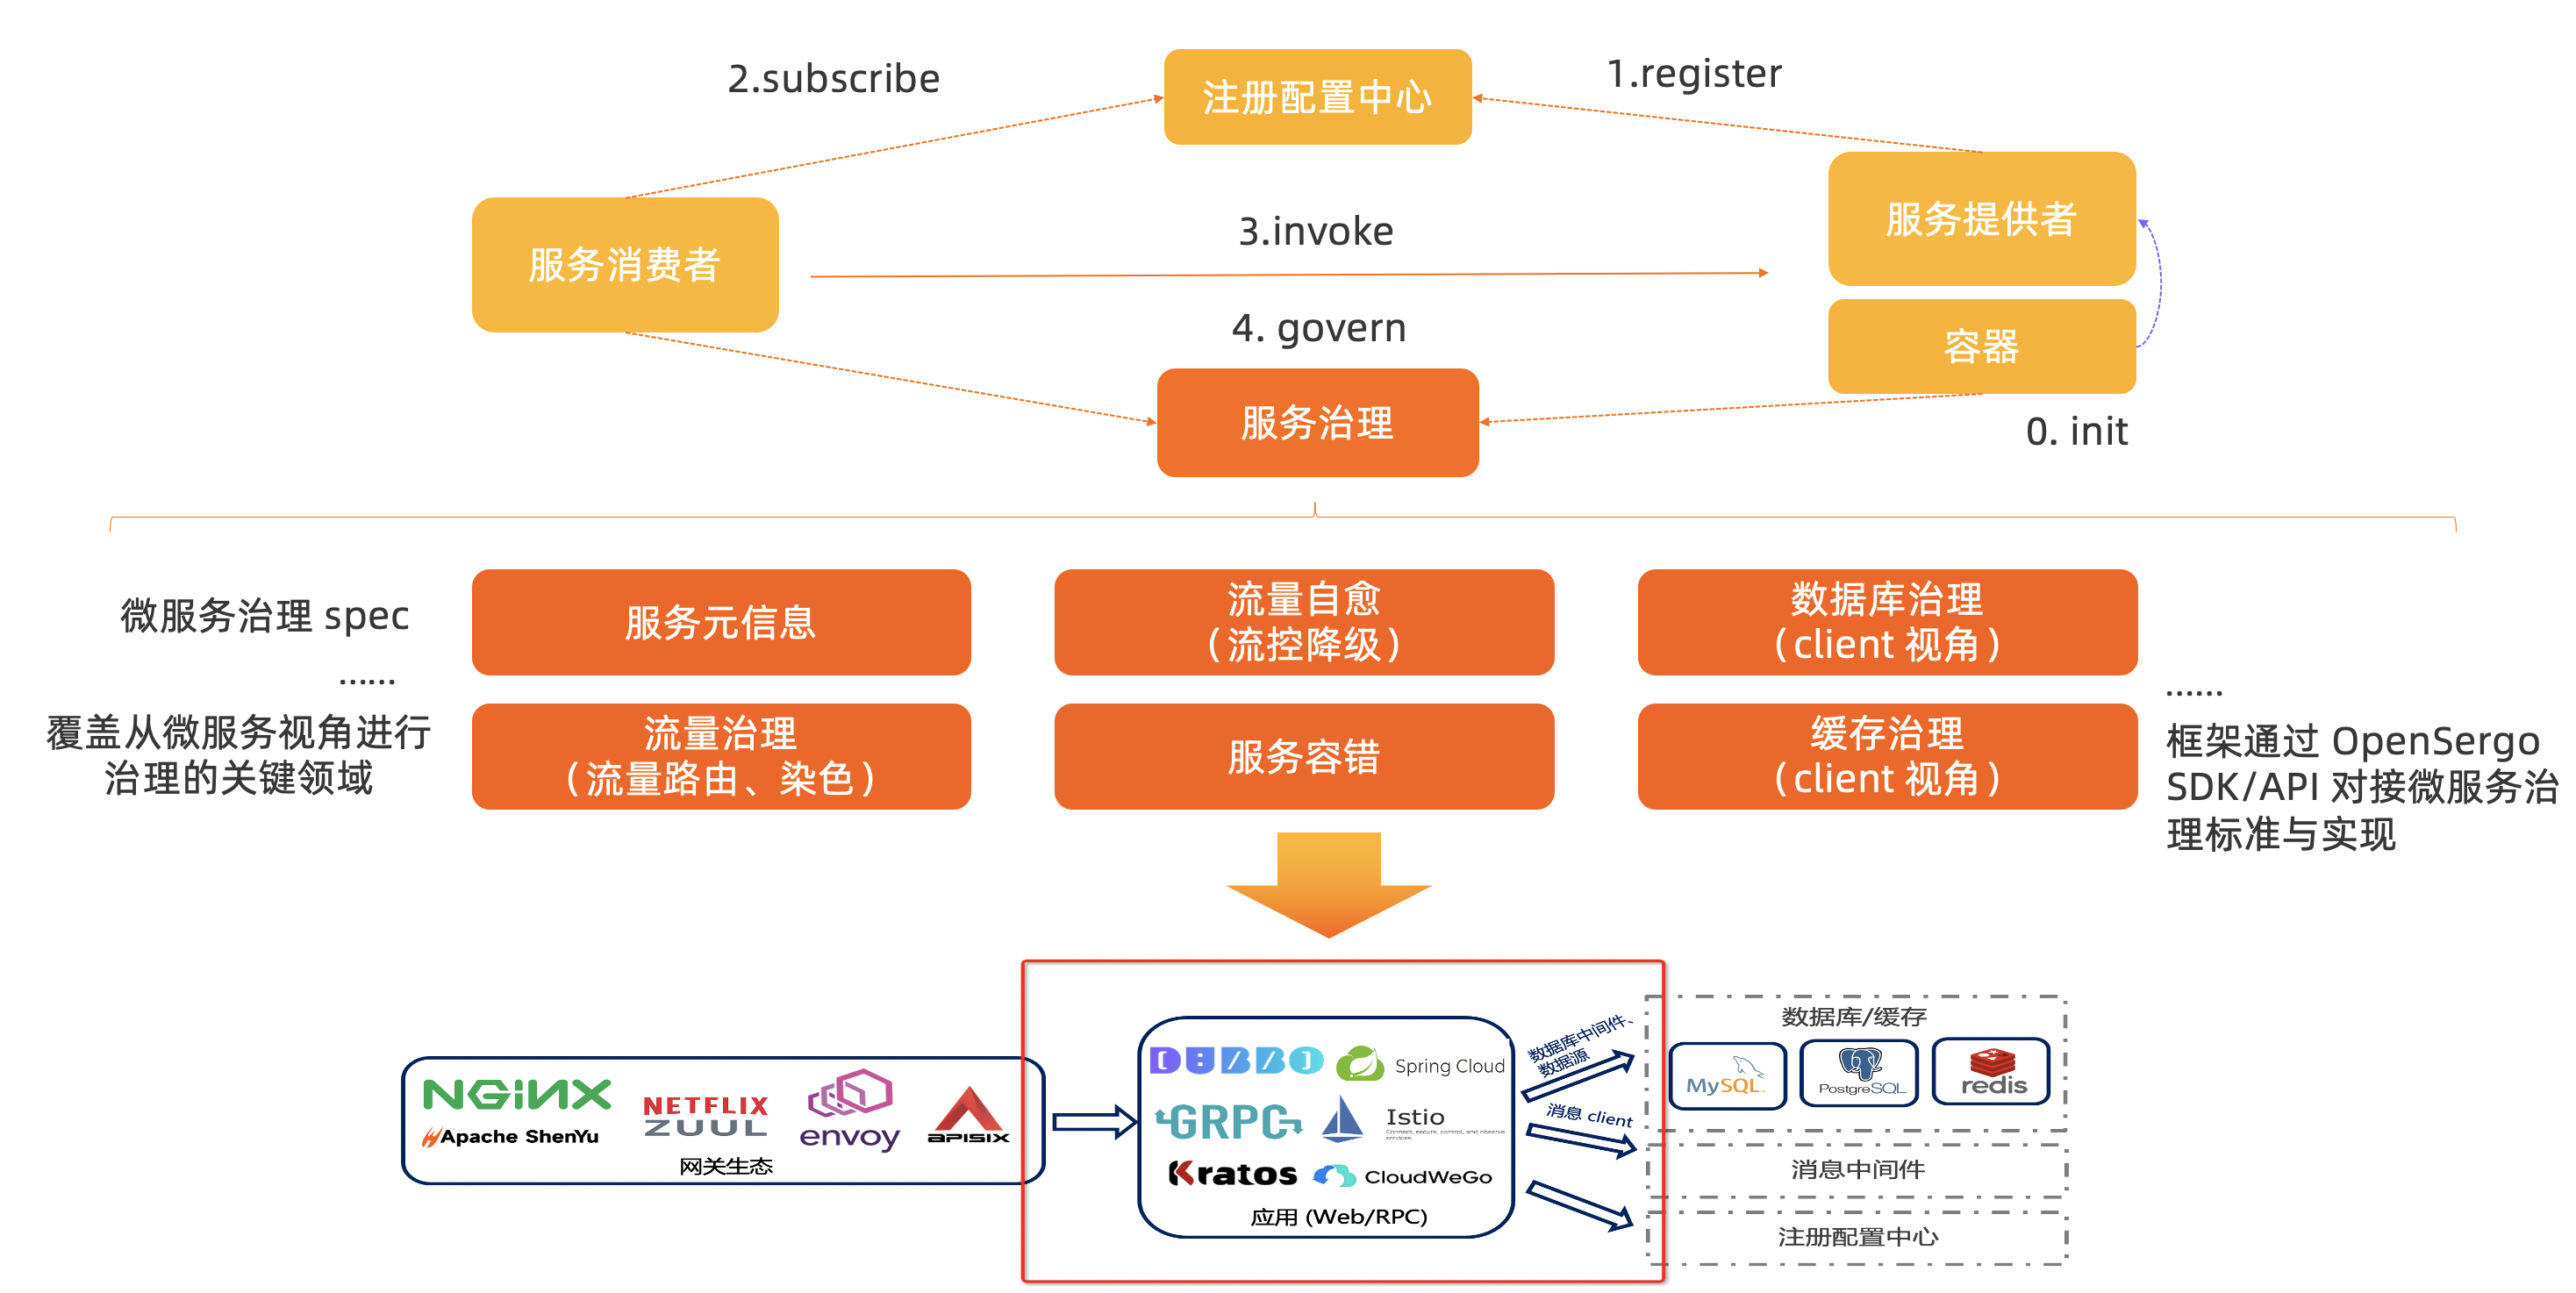 2.subscribe
注册配置中心
1.register
服务消费者
3.invoke
服务提供者
4. govern
容器
服务治理
0. init
微服务治理 spec
……
覆盖从微服务视角进行
治理的关键领域
服务元信息
流量自愈
（流控降级）
数据库治理
（client 视角）
流量治理
（流量路由、染色）
服务容错
缓存治理
（client 视角）
……
框架通过 OpenSergo
SDK/API 对接微服务治
理标准与实现
NGiNX
Apache ShenYu
NETFLIX
ZUUL
envoy
APISIX
网关生态
DUBBO
Spring Cloud
GRPC
Istio
Connect, secure, control, and observe
services.
Kratos
CloudWeGo
应用 (Web/RPC)
数据库中间件、
数据源
消息 client
数据库/缓存
MySQL
PostgreSQL
redis
消息中间件
注册配置中心